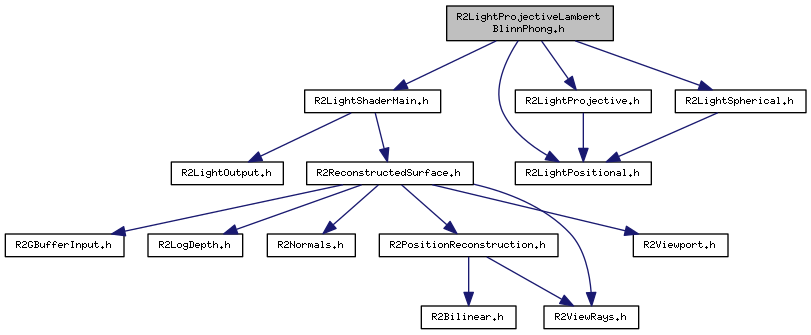 R2LightProjectiveLambert
BlinnPhong.h
R2LightShaderMain.h
R2LightProjective.h
R2LightSpherical.h
R2LightOutput.h
R2ReconstructedSurface.h
R2LightPositional.h
R2GBufferInput.h
R2LogDepth.h
R2Normals.h
R2PositionReconstruction.h
R2Viewport.h
R2Bilinear.h
R2ViewRays.h